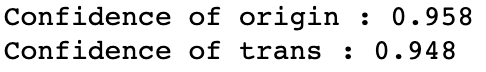 Confidence of origin : 0.958
Confidence of trans : 0.948